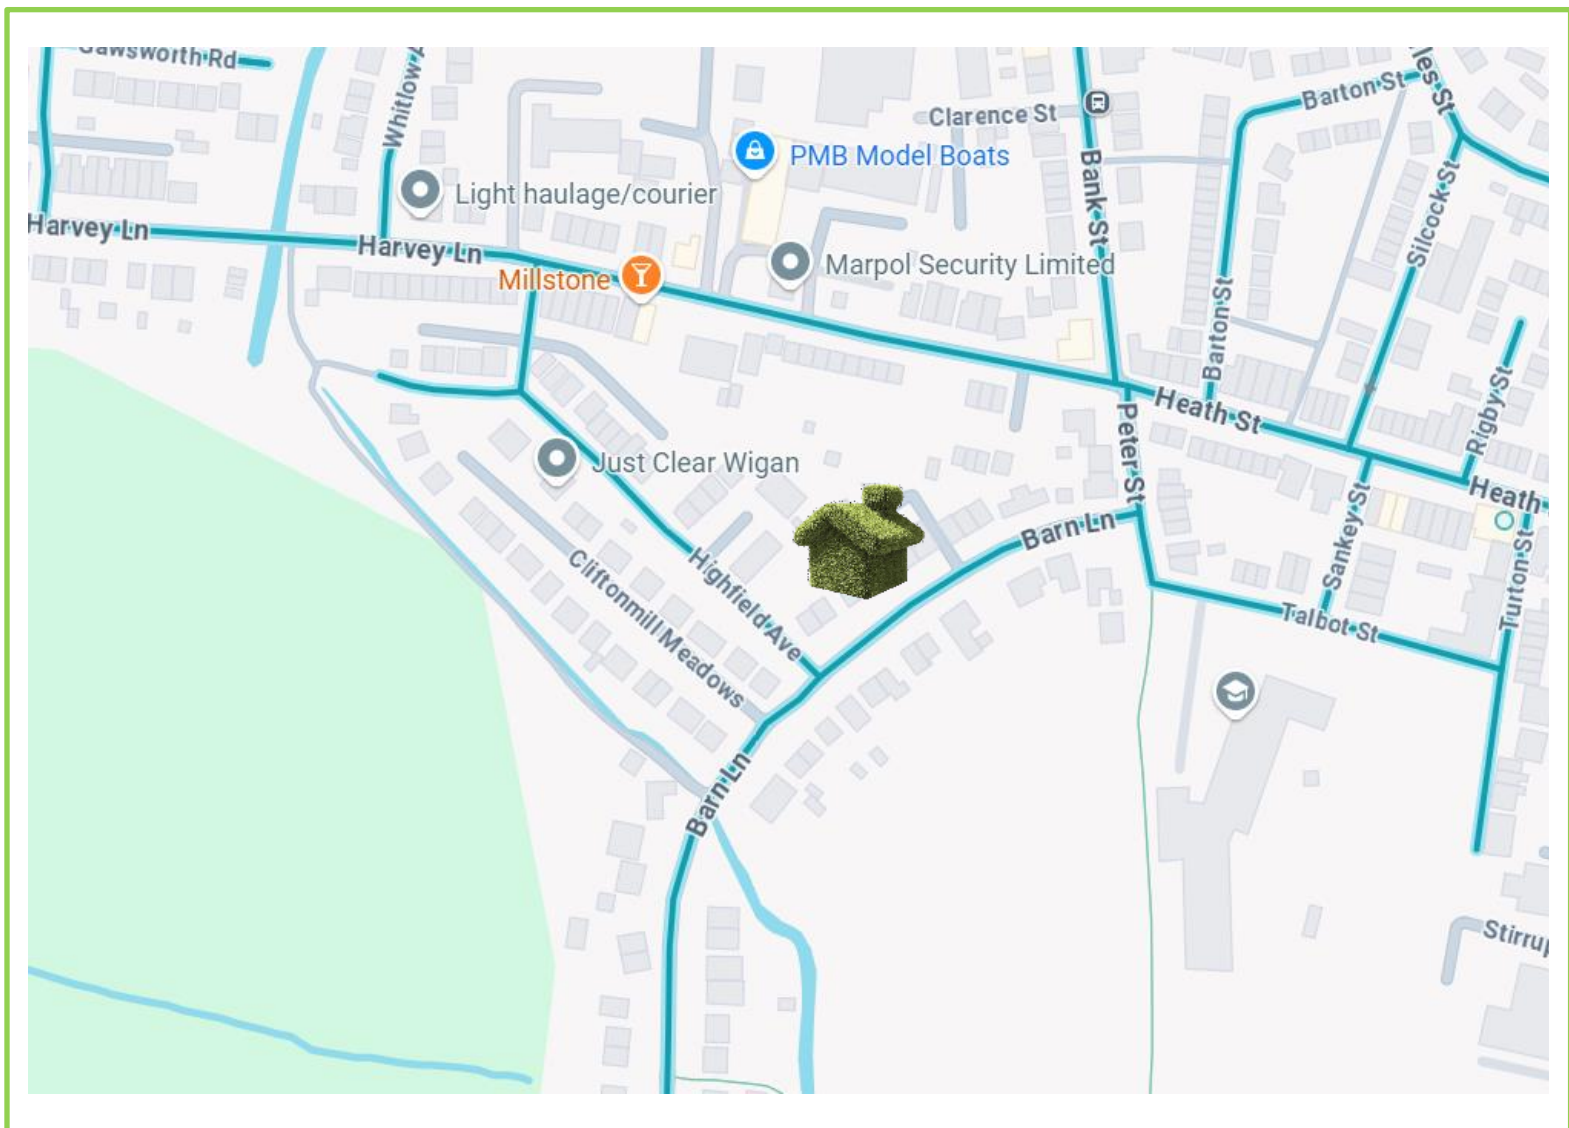 Gawsworth Rd
Whitlow A
Clarence St
Barton St
les St
PMB Model Boats
Bank St
Silcock St
Light haulage/courier
Harvey Ln
Harvey Ln
Millstone
Marpol Security Limited
Barton St
Rigby St
Heath St
Peter St
Just Clear Wigan
Heath
Sankey St
Barn Ln
Turton St
Cliftonmill Meadows
Highfield Ave
Talbot St
Barn Ln
Stirrup